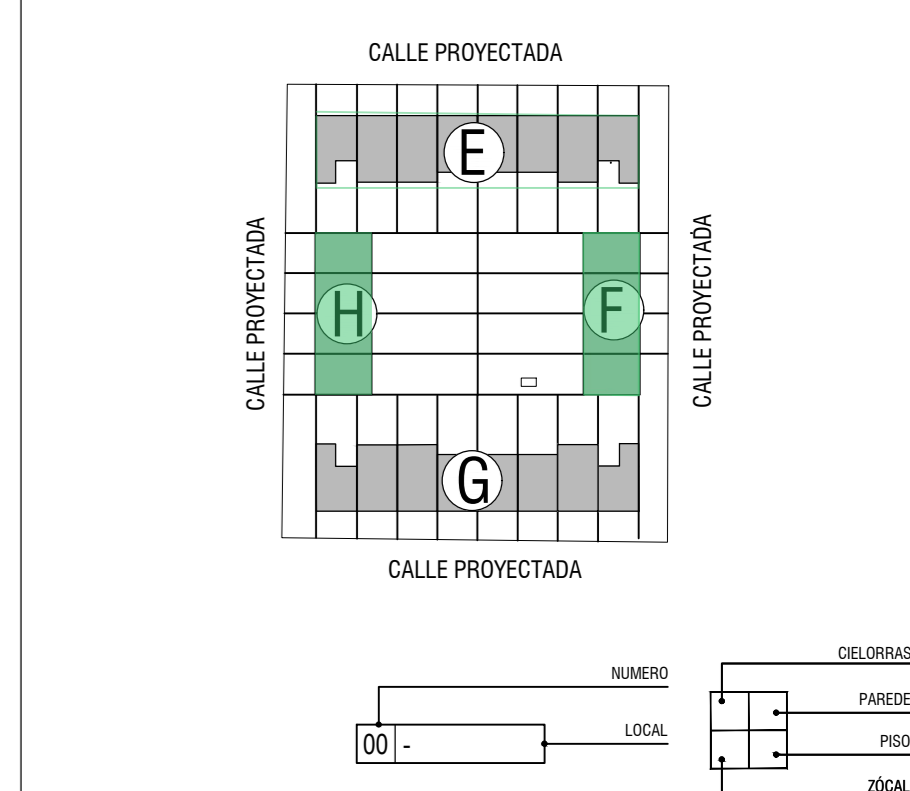 CALLE PROYECTADA
E
CALLE PROYECTADA
CALLE PROYECTADA
H
F
G
CALLE PROYECTADA
NUMERO
00 -
LOCAL
CIELORRAS
PAREDE
PISO
ZÓCAL